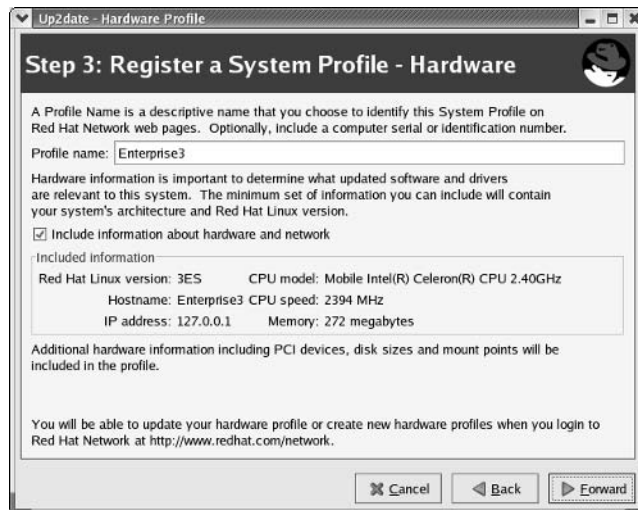 Up2date - Hardware Profile
Step 3: Register a System Profile - Hardware
A Profile Name is a descriptive name that you choose to identify this System Profile on
Red Hat Network web pages. Optionally, include a computer serial or identification number.
Profile name: Enterprise3
Hardware information is important to determine what updated software and drivers
are relevant to this system. The minimum set of information you can include will contain
your system's architecture and Red Hat Linux version.
Include information about hardware and network
Included information
Red Hat Linux version: 3ES CPU model: Mobile Intel(R) Celeron(R) CPU 2.40GHz
Hostname: Enterprise3 CPU speed: 2394 MHz
IP address: 127.0.0.1 Memory: 272 megabytes
Additional hardware information including PCI devices, disk sizes and mount points will be
included in the profile.
You will be able to update your hardware profile or create new hardware profiles when you login to
Red Hat Network at http://www.redhat.com/network.
Cancel Back Forward